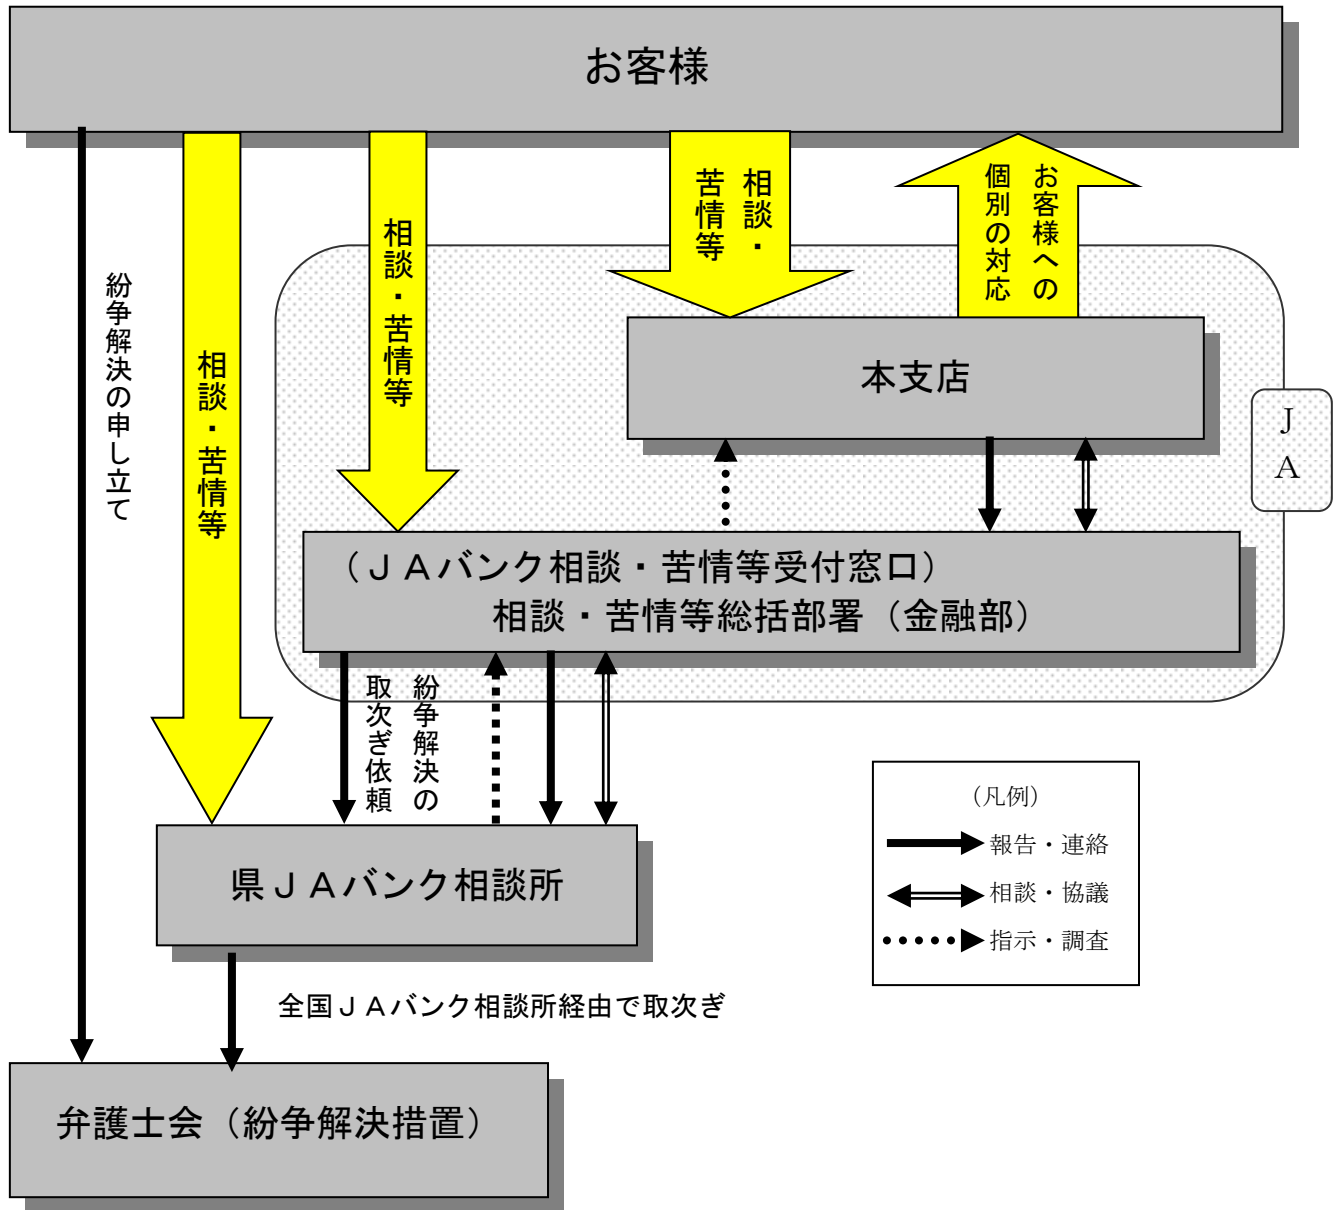 お客様
紛争解決の申し立て
相談・苦情等
相談・苦情等
相談・
苦情等
お客様への
個別の対応
本支店
J
A
（ＪＡバンク相談・苦情等受付窓口）
相談・苦情等総括部署（金融部）
紛争解決の
取次ぎ依頼
県ＪＡバンク相談所
（凡例）
報告・連絡
相談・協議
指示・調査
全国ＪＡバンク相談所経由で取次ぎ
弁護士会（紛争解決措置）